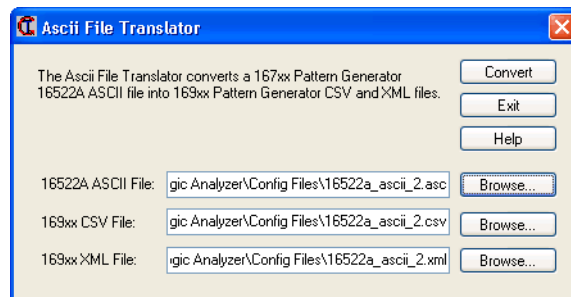 Ascii File Translator
The Ascii File Translator converts a 167xx Pattern Generator
16522A ASCII file into 169xx Pattern Generator CSV and XML files.
Convert
Exit
Help
16522A ASCII File: gic Analyzer\Config Files\16522a_ascii_2.asc Browse...
169xx CSV File: gic Analyzer\Config Files\16522a_ascii_2.csv Browse...
169xx XML File: gic Analyzer\Config Files\16522a_ascii_2.xml Browse...